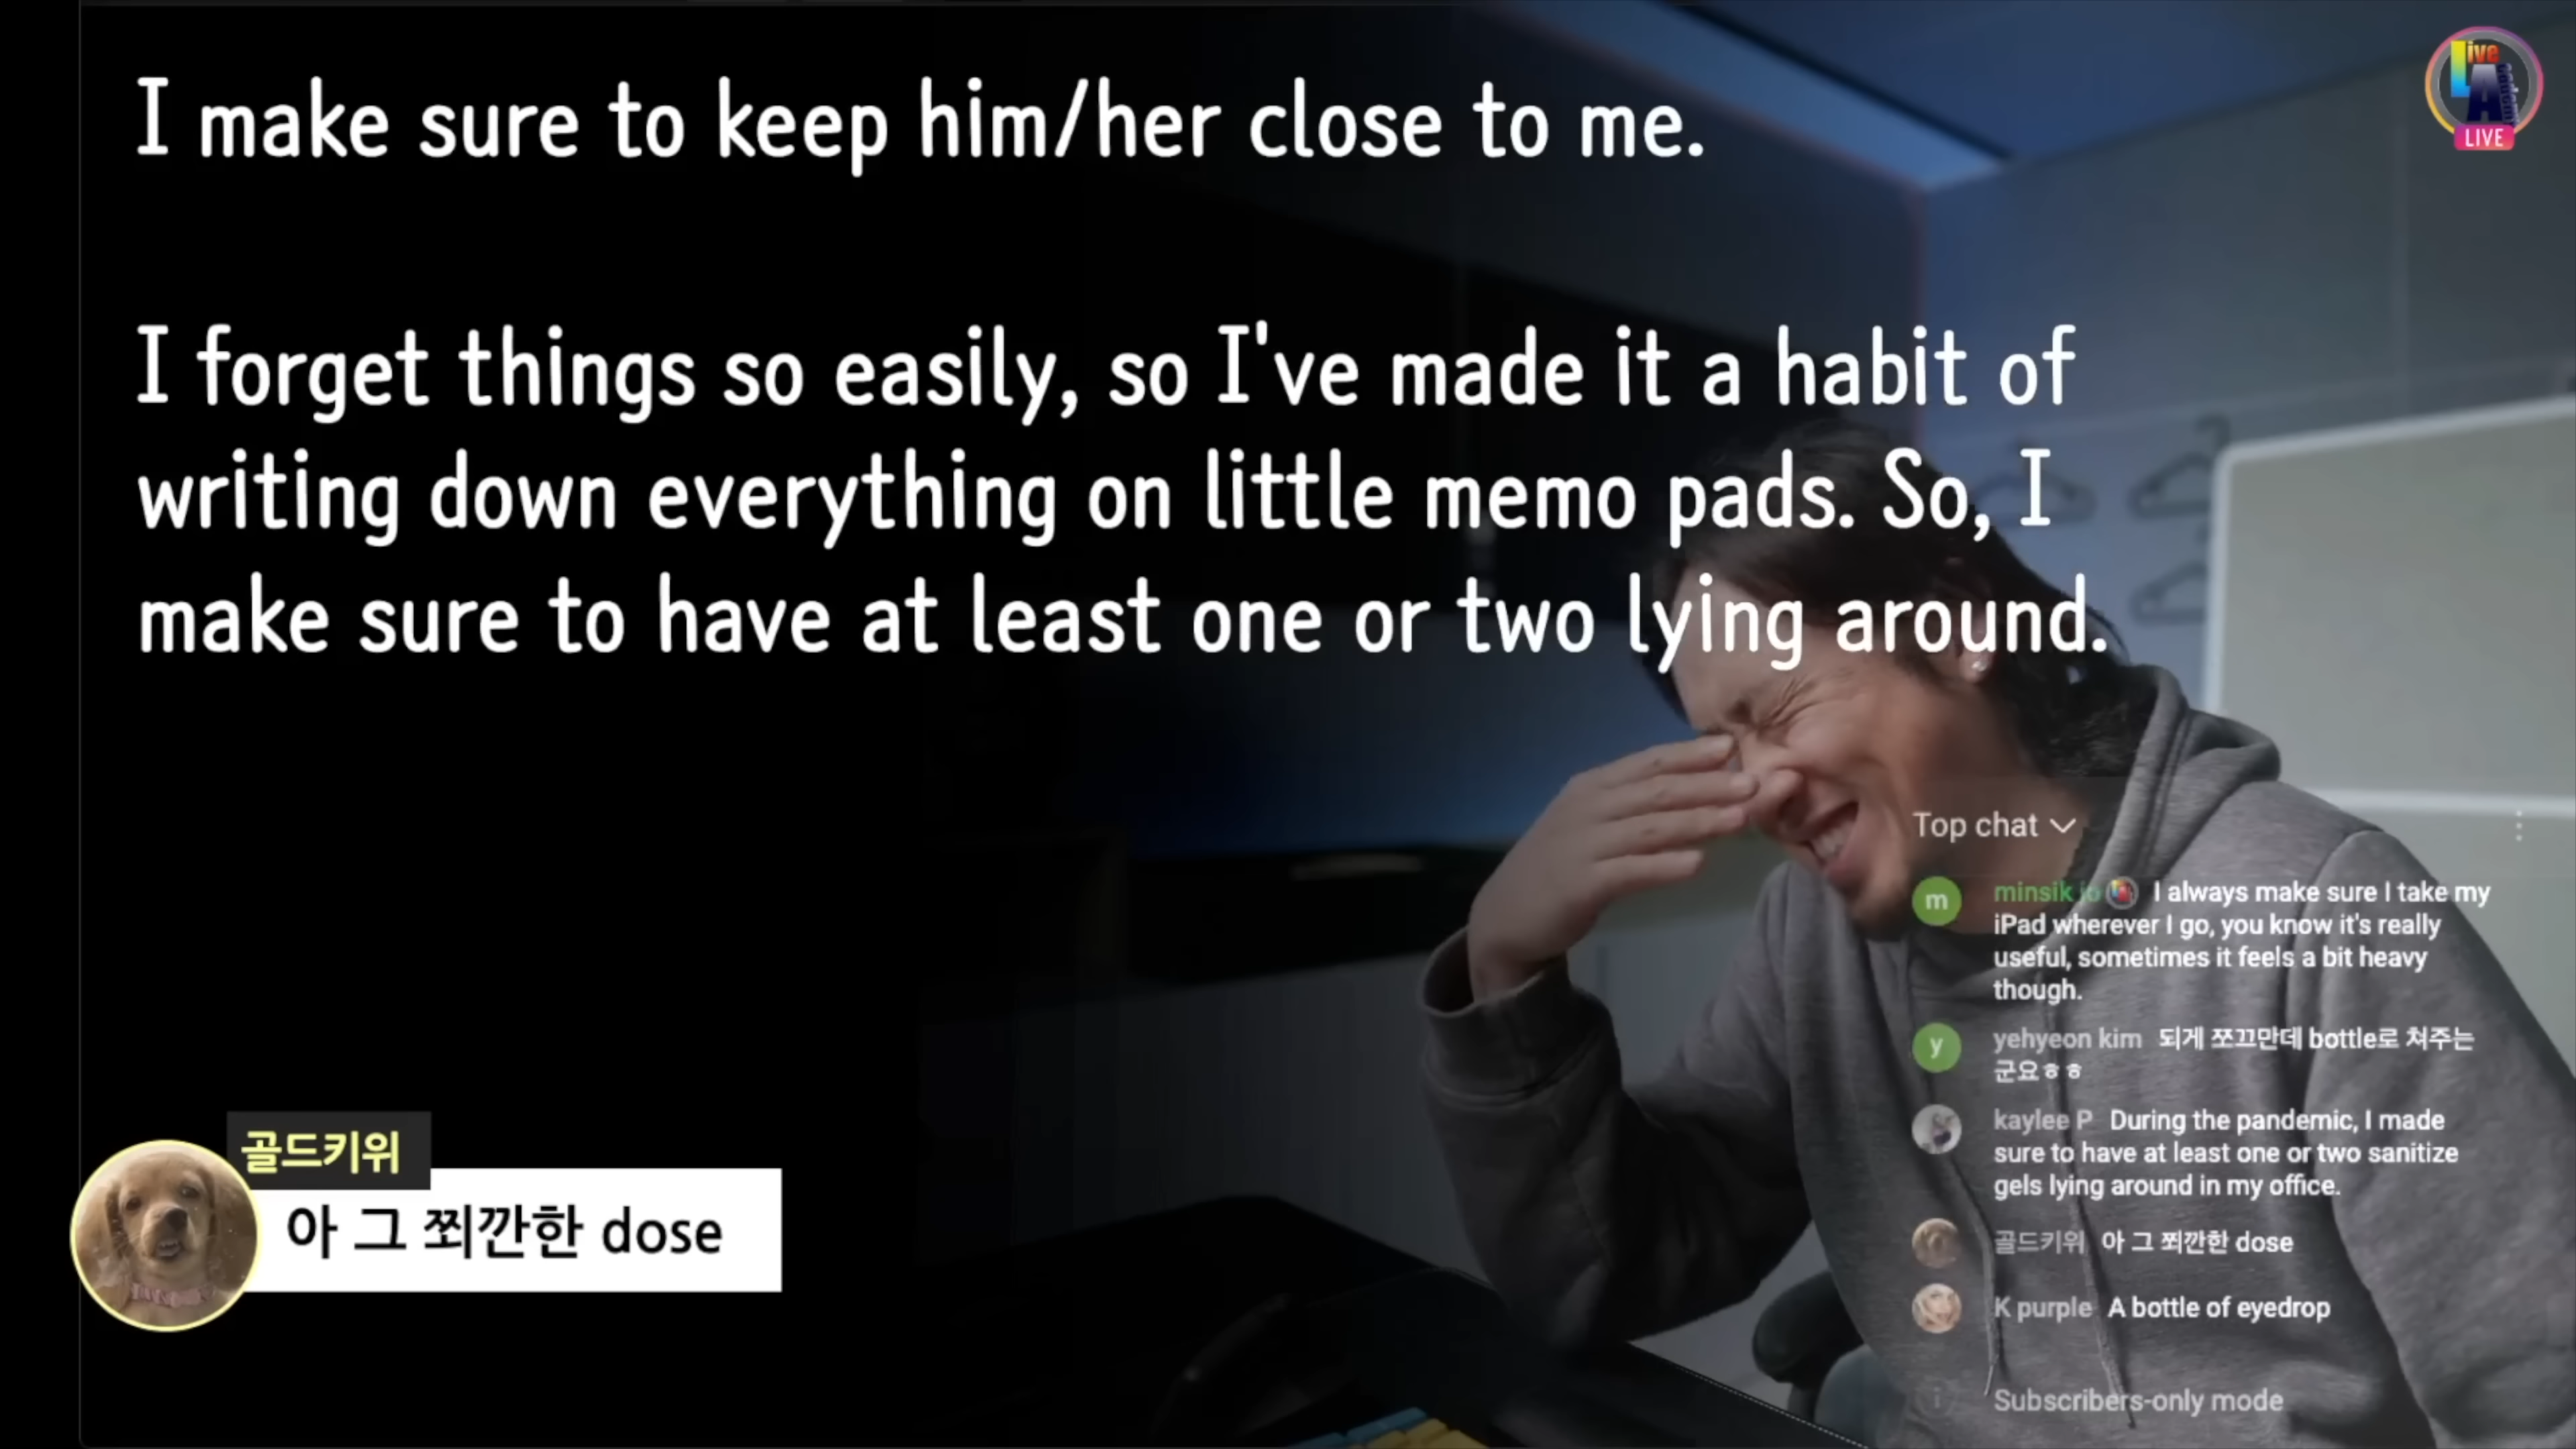 I make sure to keep him/her close to me.
I forget things so easily, so I've made it a habit of
writing down everything on little memo pads. So, I
make sure to have at least one or two lying around.
Live
Academy
LIVE
Top chat
m
minsik jo I always make sure I take my
iPad wherever I go, you know it's really
useful, sometimes it feels a bit heavy
though.
y
yehyeon kim 되게 쪼끄만데 bottle로 쳐주는
군요ㅎㅎ
kaylee P During the pandemic, I made
sure to have at least one or two sanitize
gels lying around in my office.
골드키위 아 그 쬐깐한 dose
K purple A bottle of eyedrop
Subscribers-only mode
골드키위
아 그 쬐깐한 dose